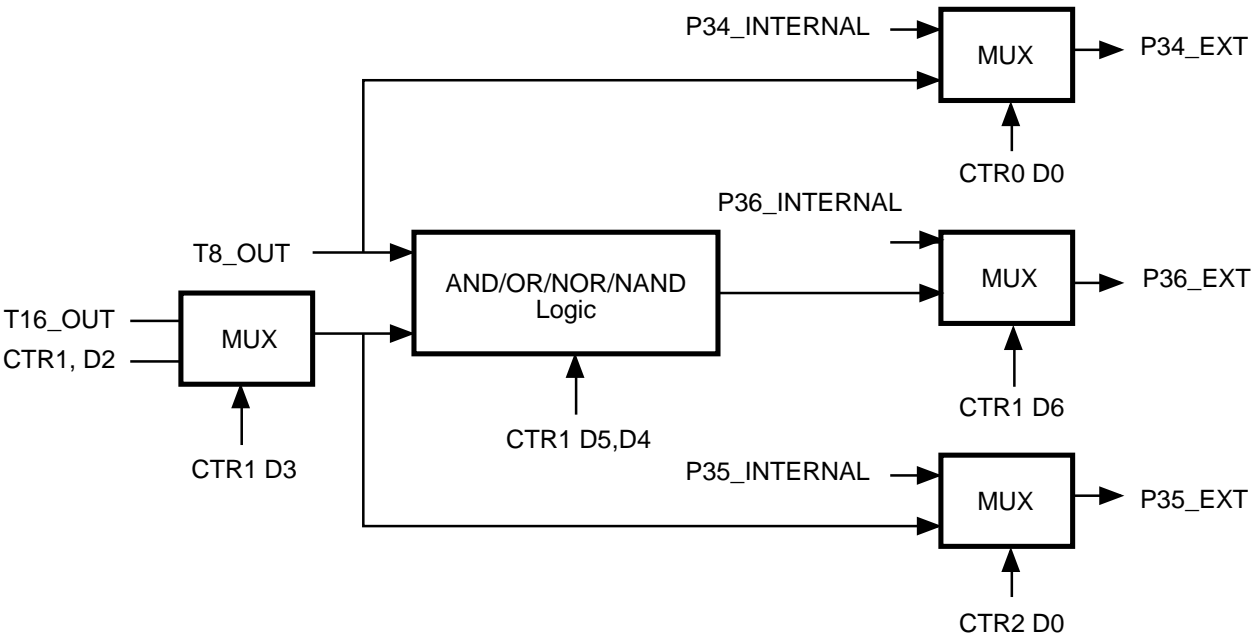 P34_INTERNAL
MUX
P34_EXT
CTR0 D0
P36_INTERNAL
T8_OUT
AND/OR/NOR/NAND
Logic
MUX
P36_EXT
T16_OUT
MUX
CTR1, D2
CTR1 D6
CTR1 D5,D4
CTR1 D3
P35_INTERNAL
MUX
P35_EXT
CTR2 D0